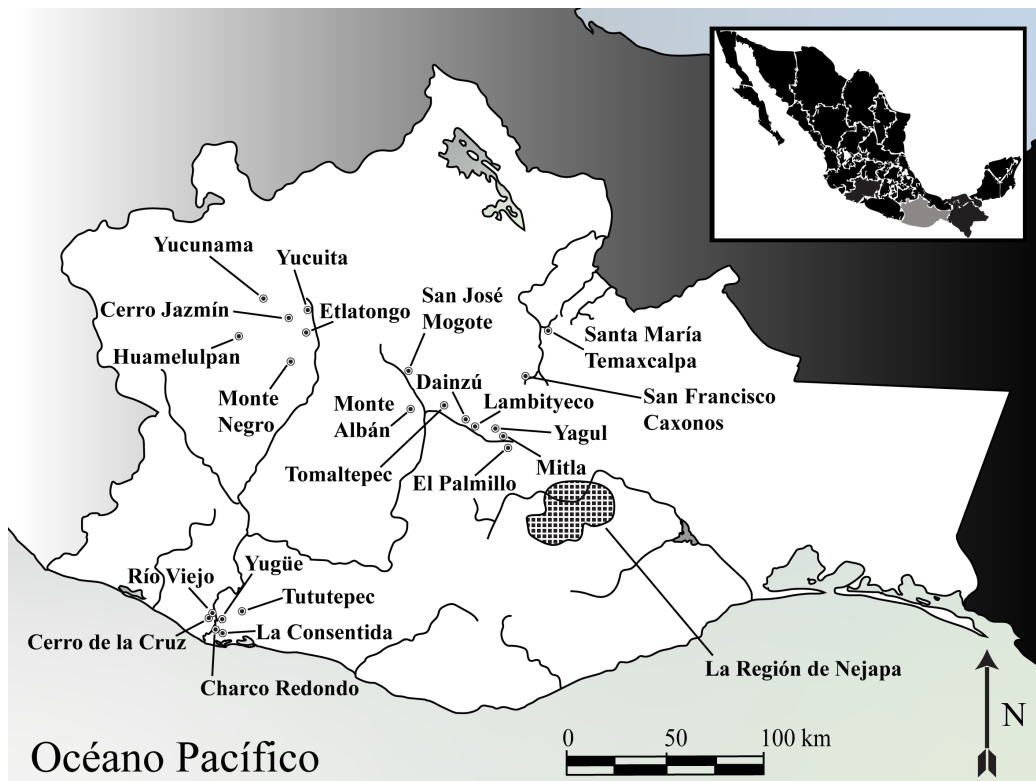 Yucunama
Yucuita
Cerro Jazmín
Etlatongo
San José
Mogote
Huamelulpan
Santa María
Temaxcalpa
Dainzú
Monte
Negro
Monte
Albán
Lambityeco
San Francisco
Caxonos
Yagul
Tomaltepec
Mitla
El Palmillo
Río Viejo
Yugüe
Tututepec
Cerro de la Cruz
La Consentida
Charco Redondo
La Región de Nejapa
N
Océano Pacífico
0 50 100 km